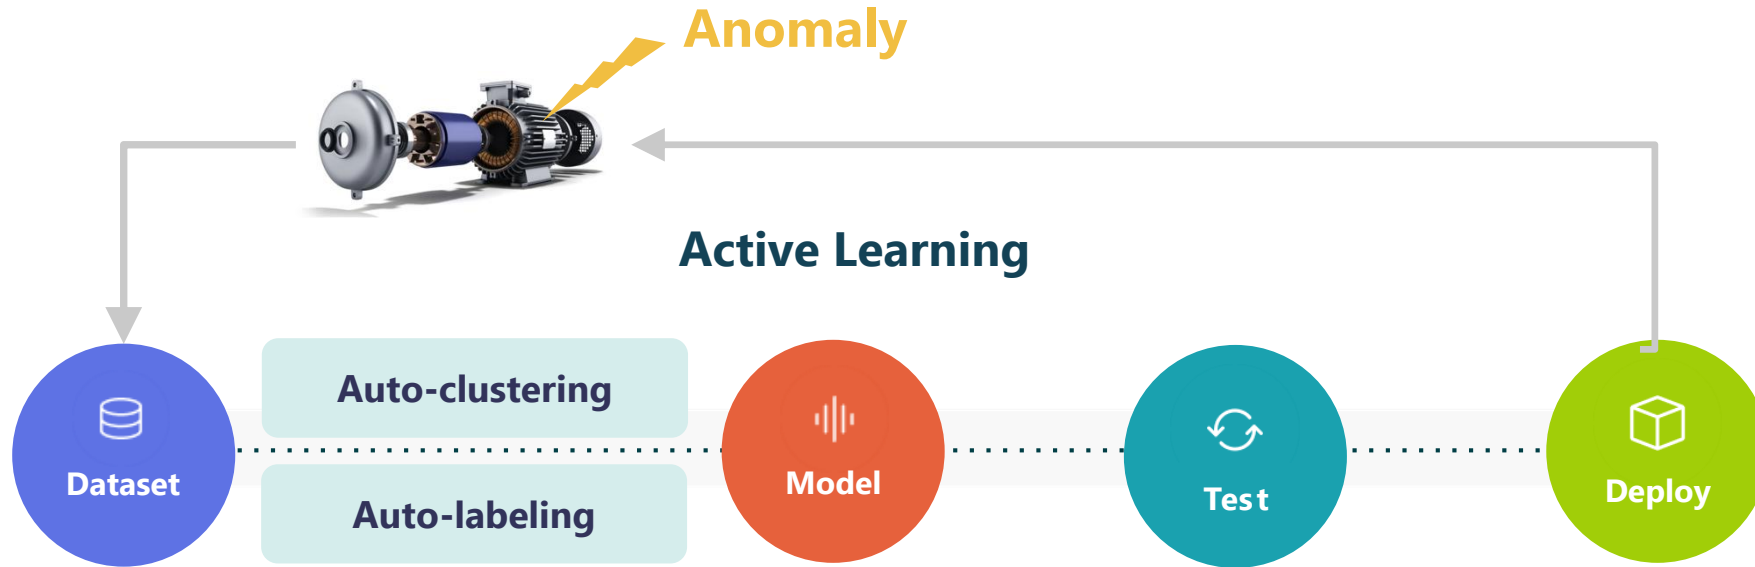 Anomaly
Active Learning
Auto-clustering
Auto-labeling
Dataset
Model
Test
Deploy